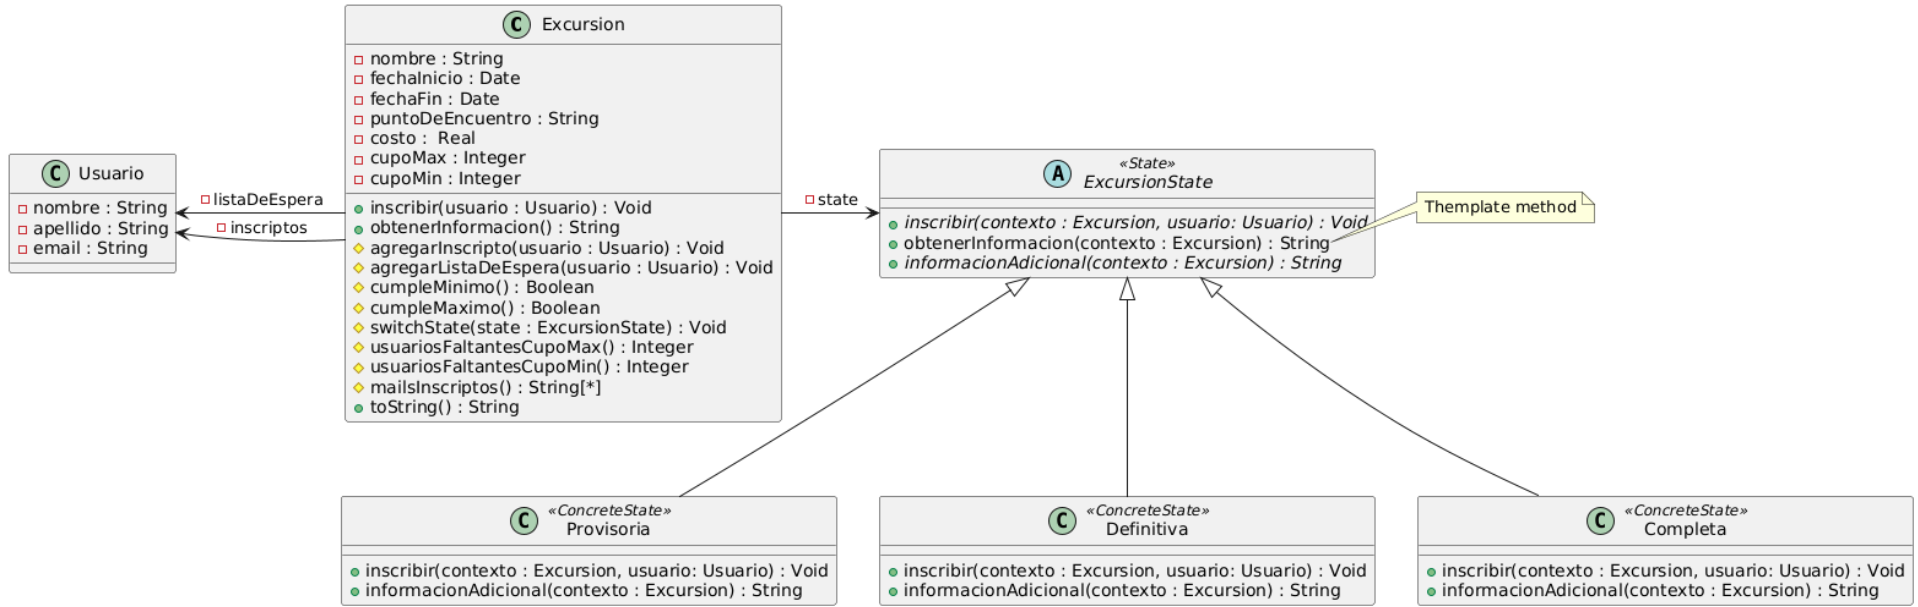 C Usuario
nombre : String
apellido : String
email : String
listaDeEspera
inscriptos
C Excursion
nombre : String
fechaInicio : Date
fechaFin : Date
puntoDeEncuentro : String
costo :  Real
cupoMax : Integer
cupoMin : Integer
inscribir(usuario : Usuario) : Void
obtenerInformacion() : String
agregarInscripto(usuario : Usuario) : Void
agregarListaDeEspera(usuario : Usuario) : Void
cumpleMinimo() : Boolean
cumpleMaximo() : Boolean
switchState(state : ExcursionState) : Void
usuariosFaltantesCupoMax() : Integer
usuariosFaltantesCupoMin() : Integer
mailsInscriptos() : String[*]
toString() : String
state
«State»
A ExcursionState
inscribir(contexto : Excursion, usuario: Usuario) : Void
obtenerInformacion(contexto : Excursion) : String
informacionAdicional(contexto : Excursion) : String
Themplate method
«ConcreteState»
C Provisoria
inscribir(contexto : Excursion, usuario: Usuario) : Void
informacionAdicional(contexto : Excursion) : String
«ConcreteState»
C Definitiva
inscribir(contexto : Excursion, usuario: Usuario) : Void
informacionAdicional(contexto : Excursion) : String
«ConcreteState»
C Completa
inscribir(contexto : Excursion, usuario: Usuario) : Void
informacionAdicional(contexto : Excursion) : String